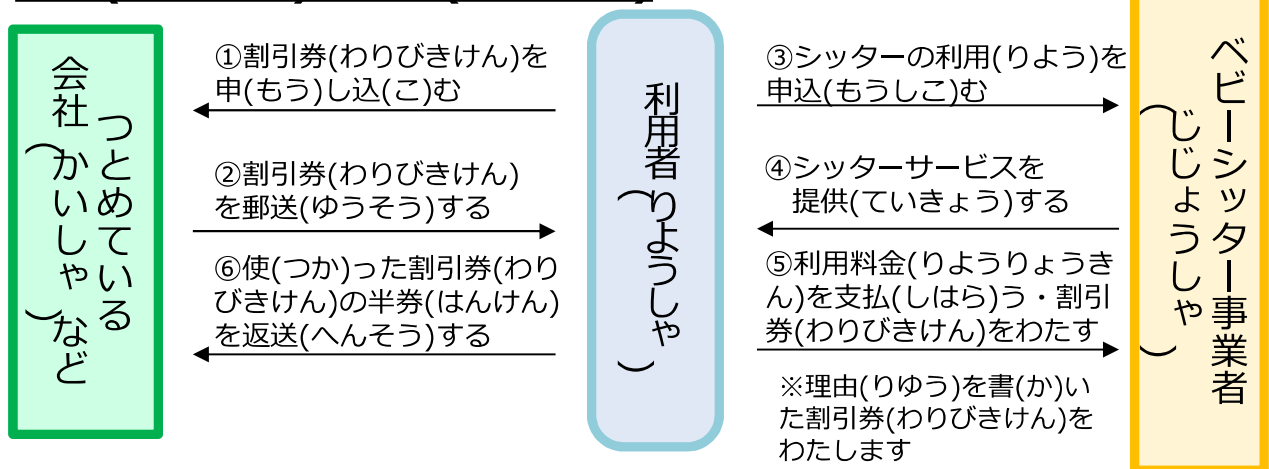 つとめている
会社(かいしゃ)など
①割引券(わりびきけん)を
申(もう)し込(こ)む
②割引券(わりびきけん)
を郵送(ゆうそう)する
⑥使(つか)った割引券(わり
びきけん)の半券(はんけん)
を返送(へんそう)する
利用者(りようしゃ)
③シッターの利用(りよう)を
申込(もうしこ)む
④シッターサービスを
提供(ていきょう)する
⑤利用料金(りようりょうき
ん)を支払(しはら)う・割引
券(わりびきけん)をわたす
※理由(りゆう)を書(か)い
た割引券(わりびきけん)を
わたします
ベビーシッター事業者
(じじょうしゃ)